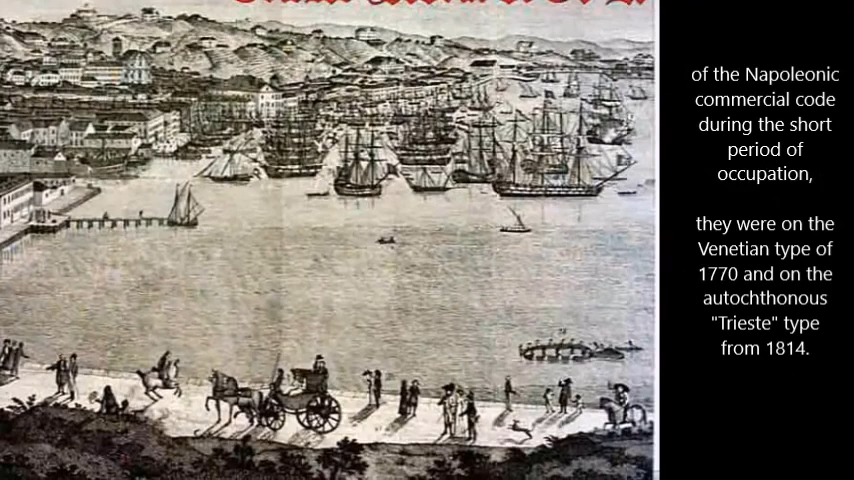 of the Napoleonic
commercial code
during the short
period of
occupation,
they were on the
Venetian type of
1770 and on the
autochthonous
"Trieste" type
from 1814.